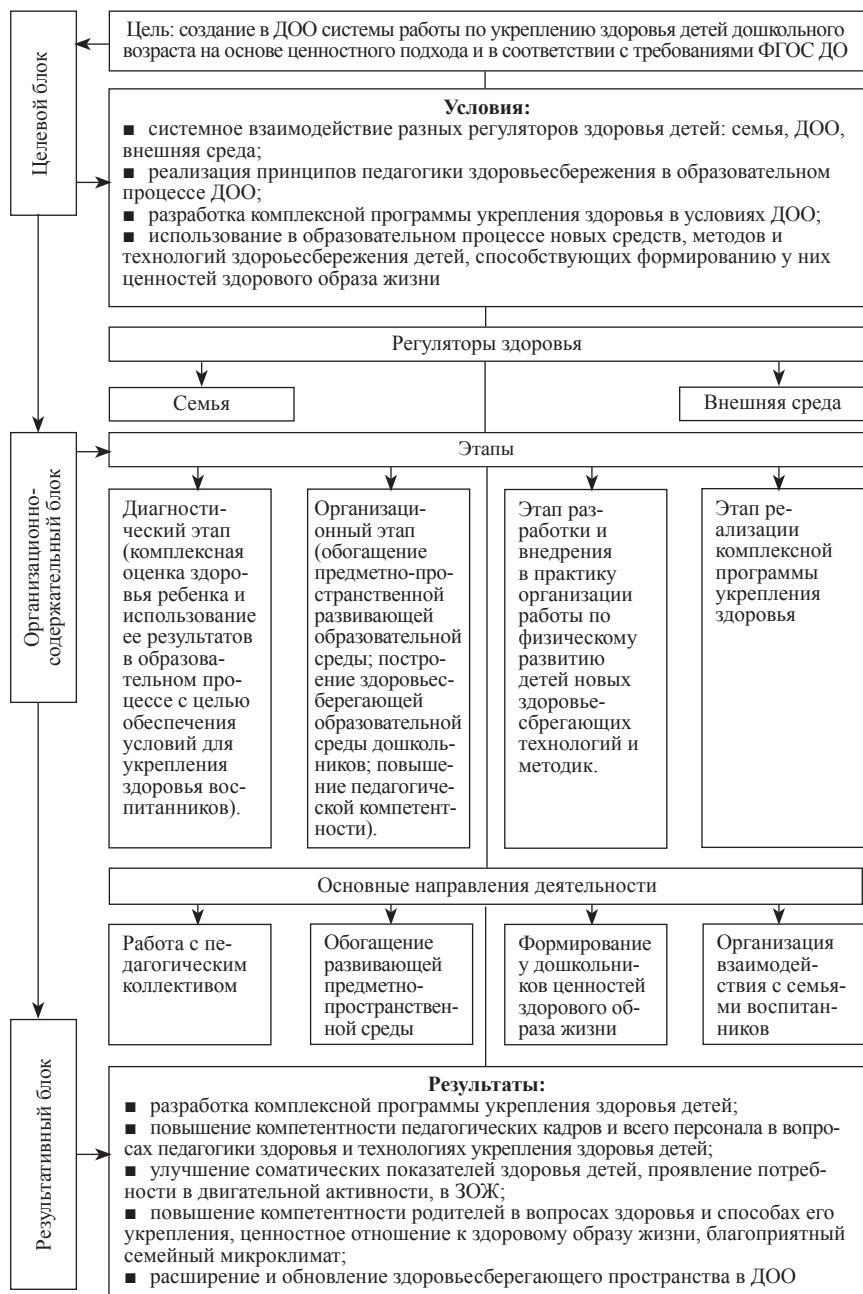 Целевой блок
Цель: создание в ДОО системы работы по укреплению здоровья детей дошкольного
возраста на основе ценностного подхода и в соответствии с требованиями ФГОС ДО
Условия:
■ системное взаимодействие разных регуляторов здоровья детей: семья, ДОО,
внешняя среда;
■ реализация принципов педагогики здоровьесбережения в образовательном
процессе ДОО;
■ разработка комплексной программы укрепления здоровья в условиях ДОО;
■ использование в образовательном процессе новых средств, методов и
технологий здороьесбережения детей, способствующих формированию у них
ценностей здорового образа жизни
Регуляторы здоровья
Семья
Внешняя среда
Организационно-
содержательный блок
Этапы
Диагности-
ческий этап
(комплексная
оценка здоро-
вья ребенка и
использование
ее результатов
в образова-
тельном про-
цессе с целью
обеспечения
условий для
укрепления
здоровья вос-
питанников).
Организаци-
онный этап
(обогащение
предметно-про-
странственной
развивающей
образовательной
среды; построе-
ние здоровьес-
берегающей
образовательной
среды дошколь-
ников; повыше-
ние педагогиче-
ской компетент-
ности).
Этап раз-
работки и
внедрения
в практику
организации
работы по
физическому
развитию
детей новых
здоровье-
сбрегающих
технологий и
методик.
Этап ре-
ализации
комплексной
программы
укрепления
здоровья
Основные направления деятельности
Работа с пе-
дагогическим
коллективом
Обогащение
развивающей
предметно-
пространствен-
ной среды
Формирование
у дошкольников ценностей
здорового об-
раза жизни
Организация
взаимодей-
ствия с семья-
ми воспитан-
ников
Результативный блок
Результаты:
■ разработка комплексной программы укрепления здоровья детей;
■ повышение компетентности педагогических кадров и всего персонала в вопро-
сах педагогики здоровья и технологиях укрепления здоровья детей;
■ улучшение соматических показателей здоровья детей, проявление потреб-
ности в двигательной активности, в ЗОЖ;
■ повышение компетентности родителей в вопросах здоровья и способах его
укрепления, ценностное отношение к здоровому образу жизни, благоприятный
семейный микроклимат;
■ расширение и обновление здоровьесберегающего пространства в ДОО